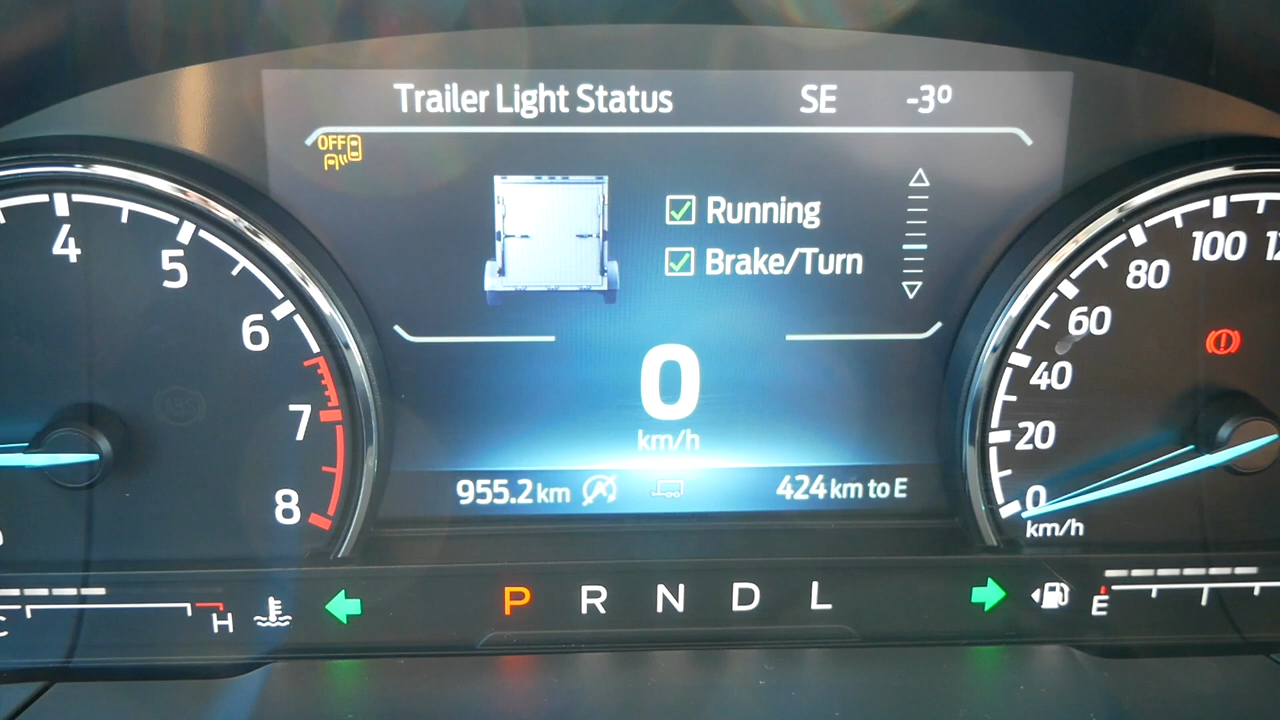 Trailer Light Status SE -3°
OFF
Running
Brake/Turn
4
5
6
7
8
0
km/h
955.2 km
424 km to E
0
20
40
60
80
100
km/h
C
H
P R N D L
E